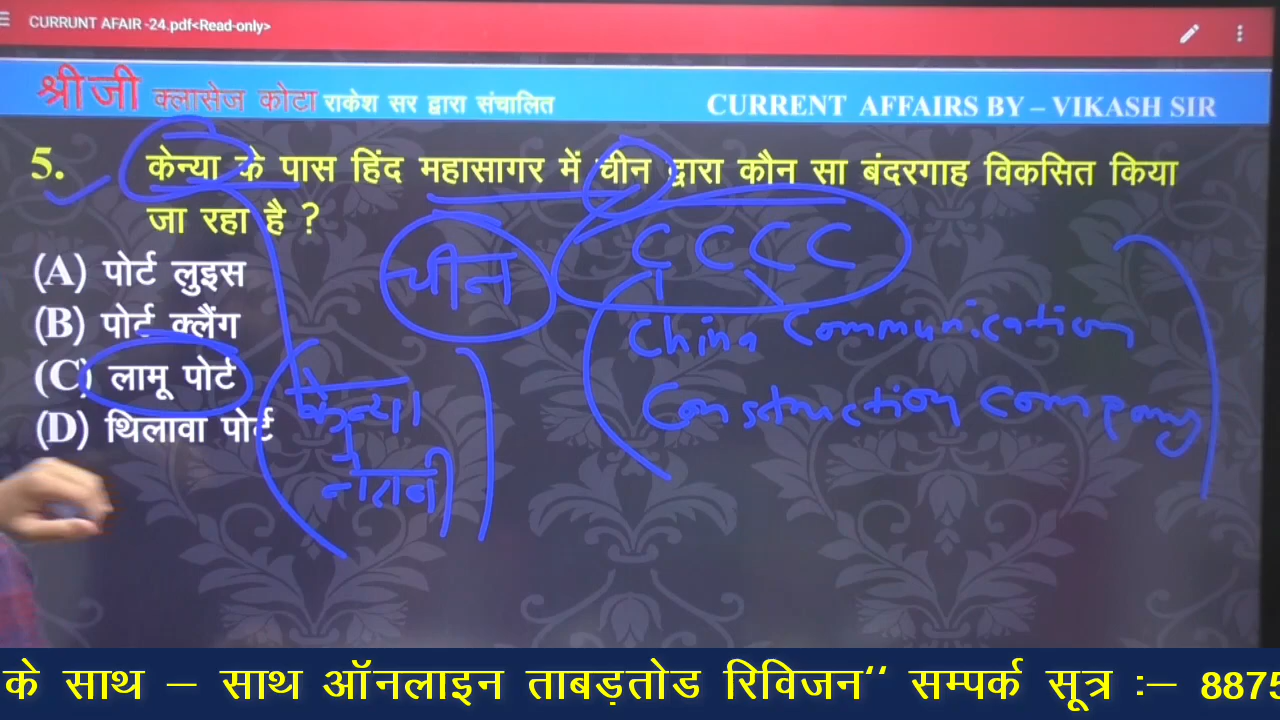 CURRUNT AFAIR -24.pdf<Read-only>
श्रीजी क्लासेज कोटा राकेश सर द्वारा संचालित CURRENT AFFAIRS BY – VIKASH SIR
5. केन्या के पास हिंद महासागर में चीन द्वारा कौन सा बंदरगाह विकसित किया
जा रहा है ?
(A) पोर्ट लुइस
(B) पोर्ट क्लैंग
(C) लामू पोर्ट
(D) थिलावा पोर्ट
चीन
C C C C
China Communication
Construction Company
केन्या
के साथ – साथ ऑनलाइन ताबड़तोड रिविजन“ सम्पर्क सूत्र :– 8875